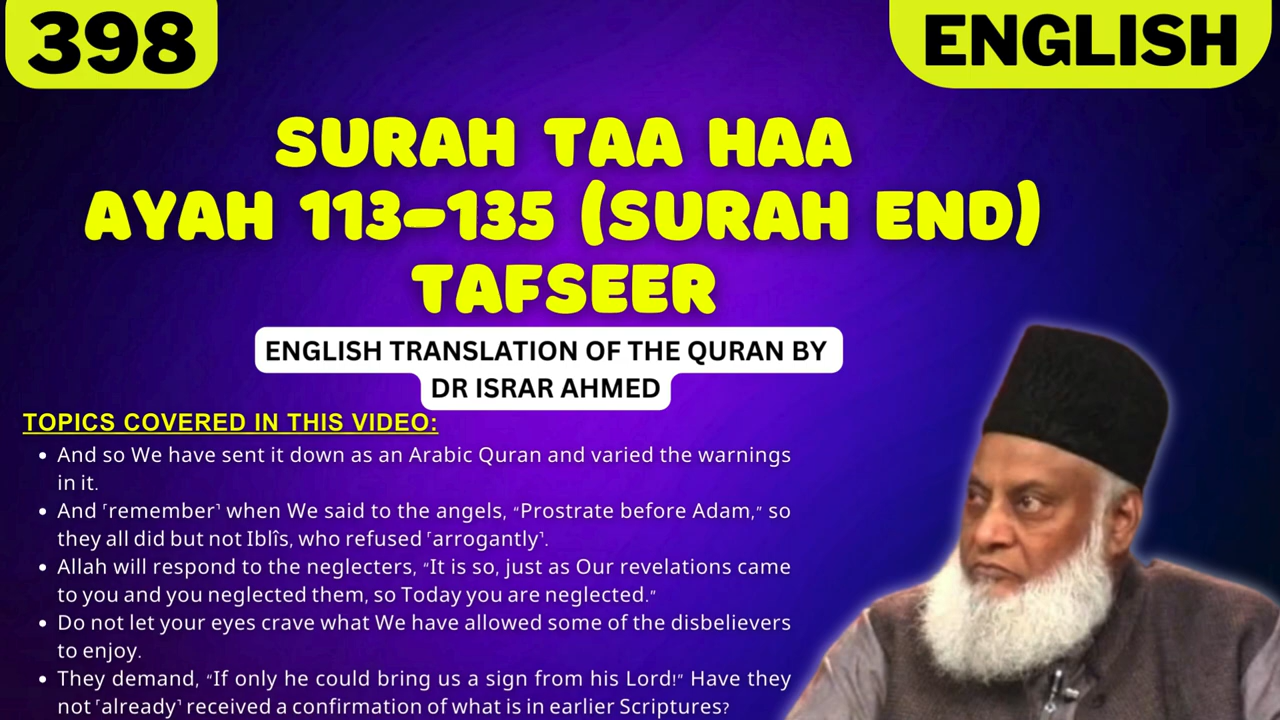 398
ENGLISH
SURAH TAA HAA
AYAH 113–135 (SURAH END)
TAFSEER
ENGLISH TRANSLATION OF THE QURAN BY
DR ISRAR AHMED
TOPICS COVERED IN THIS VIDEO:
• And so We have sent it down as an Arabic Quran and varied the warnings
in it.
• And ˹remember˺ when We said to the angels, “Prostrate before Adam,” so
they all did but not Iblîs, who refused ˹arrogantly˺.
• Allah will respond to the neglecters, “It is so, just as Our revelations came
to you and you neglected them, so Today you are neglected.”
• Do not let your eyes crave what We have allowed some of the disbelievers
to enjoy.
• They demand, “If only he could bring us a sign from his Lord!” Have they
not ˹already˺ received a confirmation of what is in earlier Scriptures?